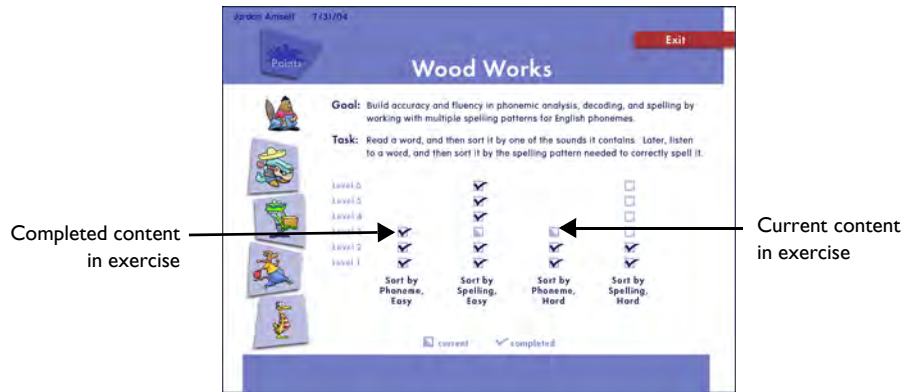 Jordan Amsell 7/31/04
Exit
Points
Wood Works
Goal: Build accuracy and fluency in phonemic analysis, decoding, and spelling by
working with multiple spelling patterns for English phonemes.
Task: Read a word, and then sort it by one of the sounds it contains. Later, listen
to a word, and then sort it by the spelling pattern needed to correctly spell it.
Level 6
Level 5
Level 4
Level 2
Level 1
Completed content
in exercise
Current content
in exercise
Sort by
Phoneme,
Easy
Sort by
Spelling,
Easy
Sort by
Phoneme,
Hard
Sort by
Spelling,
Hard
current
completed